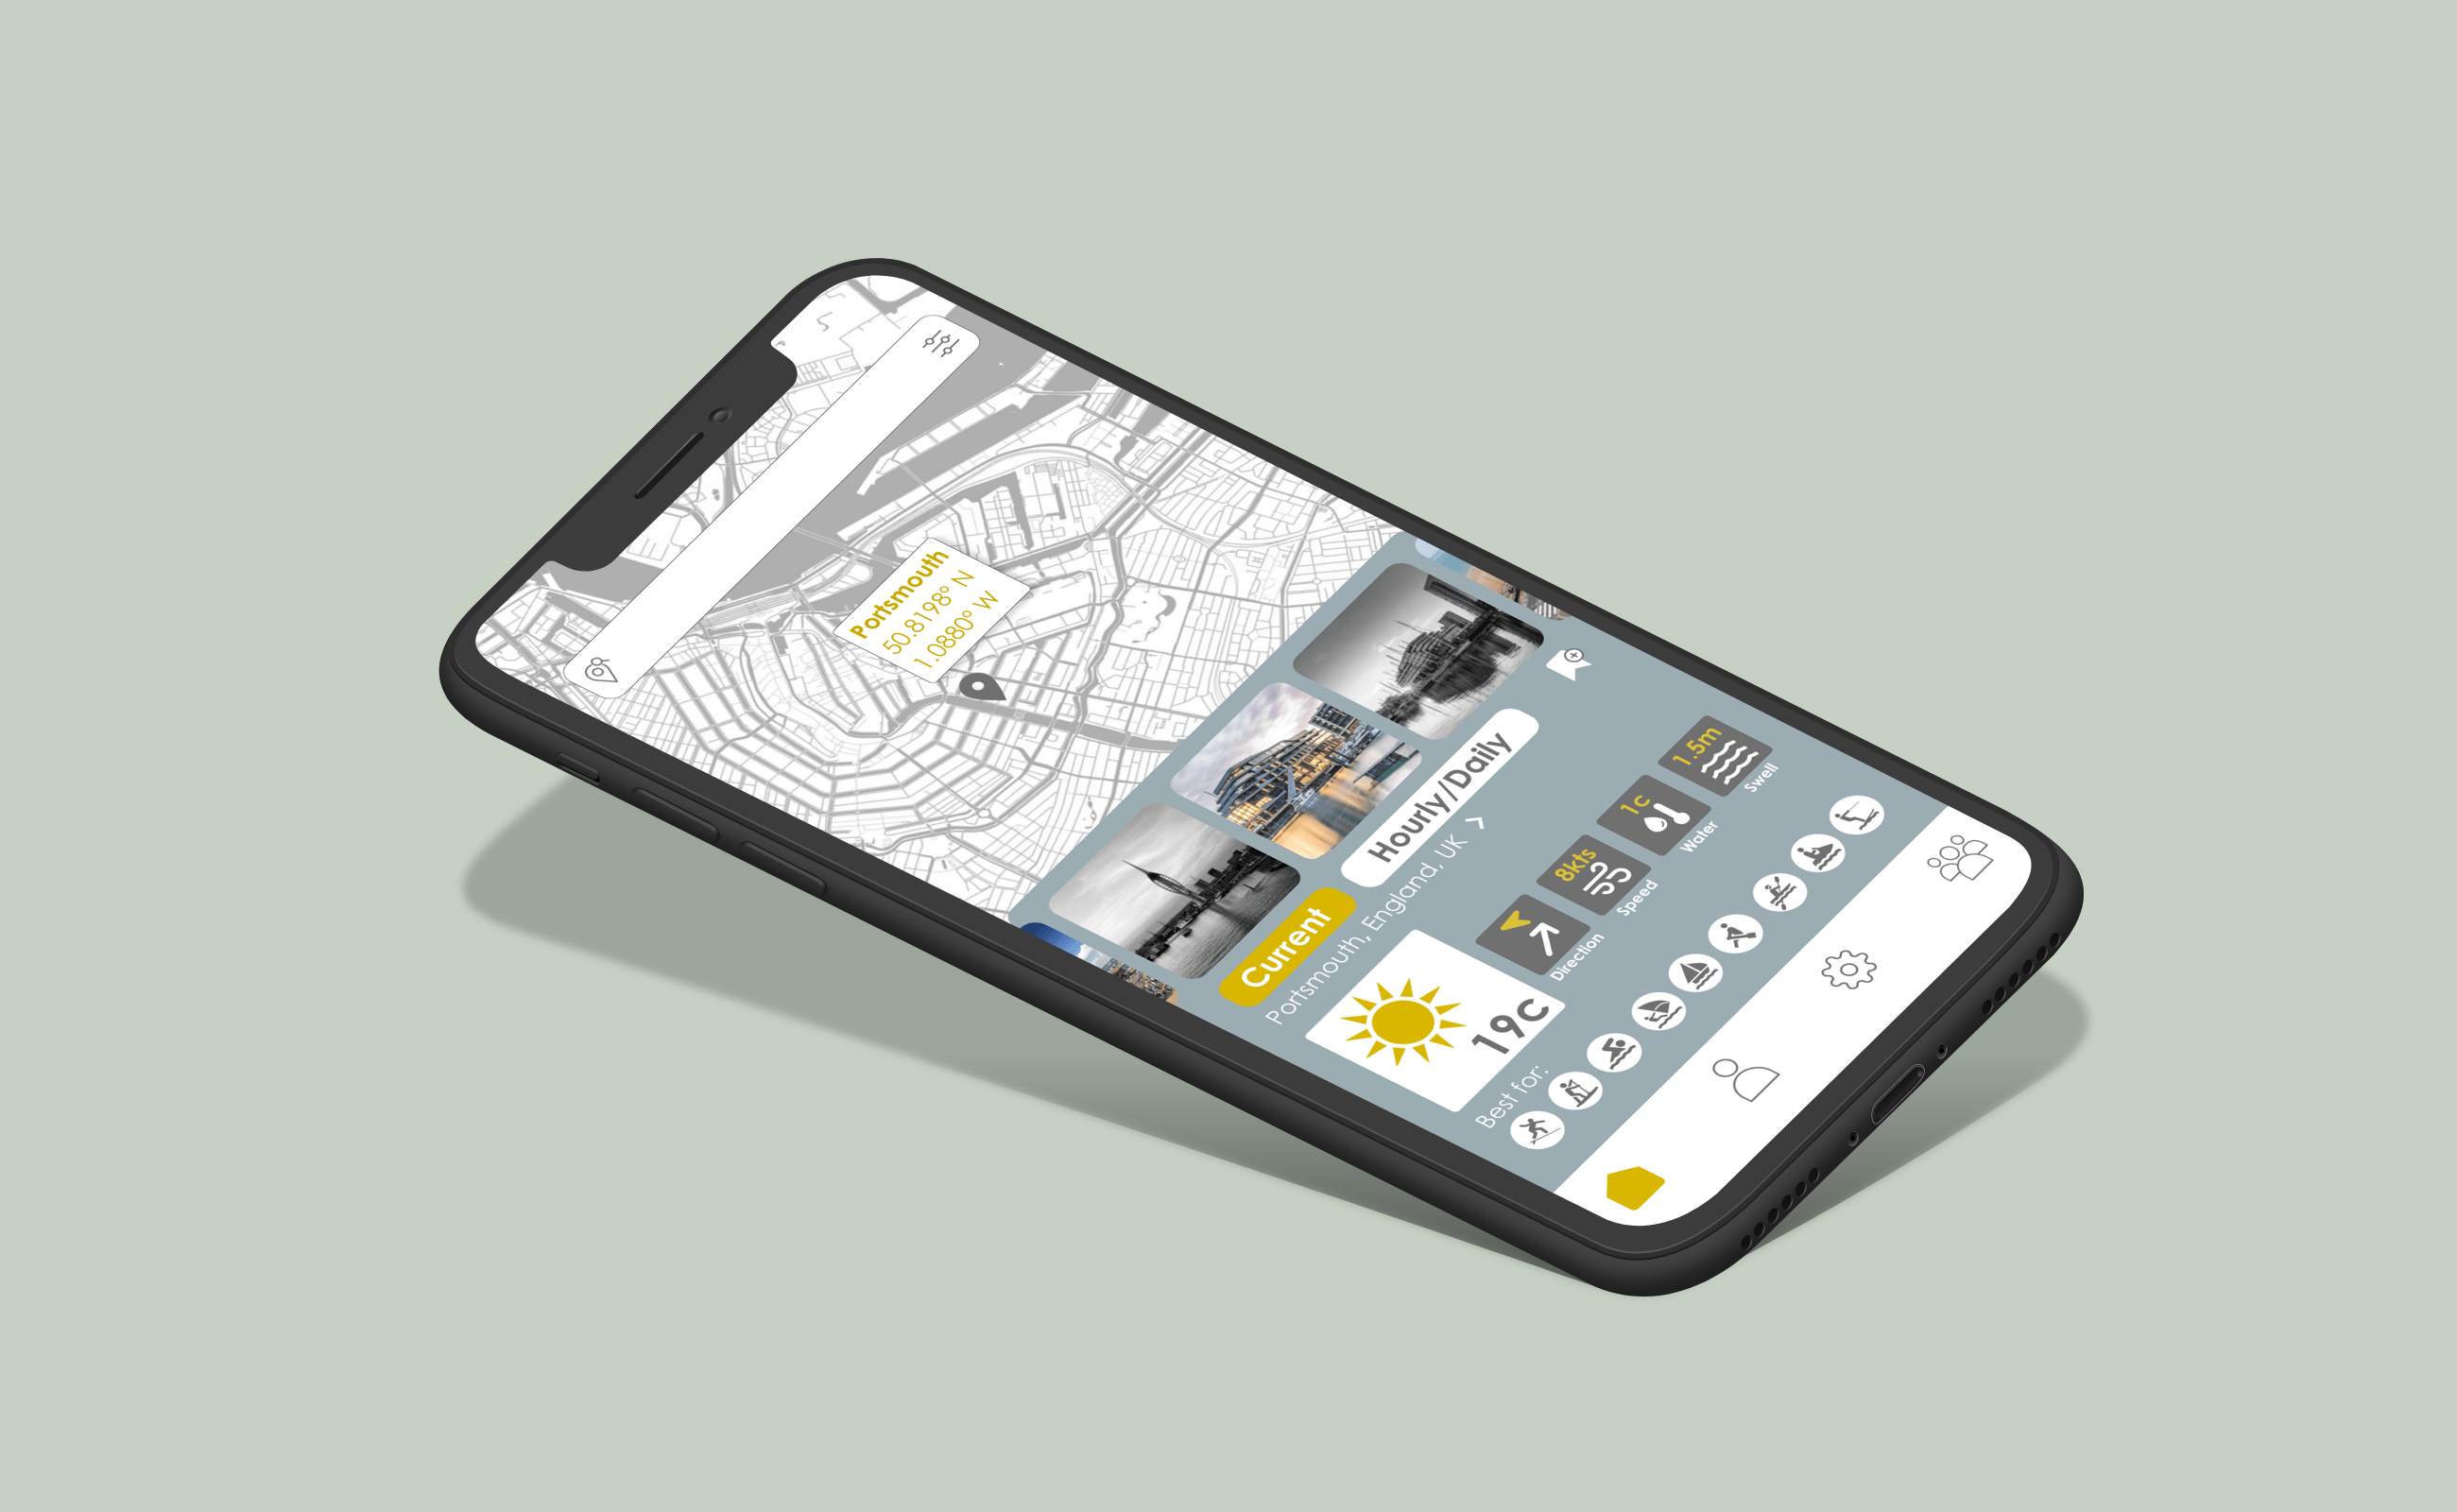 Portsmouth
50.8198° N
1.0880° W
Current
Hourly/Daily
Portsmouth, England, UK
19c
Direction
8kts
Speed
1c
Water
1.5m
Swell
Best for: